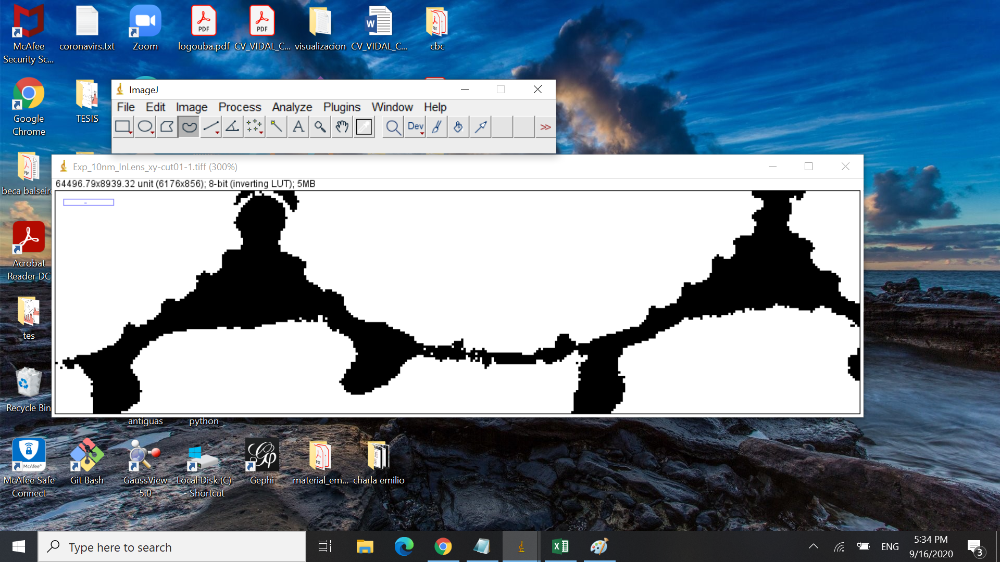 McAfee
Security Sc...
coronavirs.txt
Zoom
PDF
logouba.pdf
PDF
CV_VIDAL_C...
visualizacion
W
CV_VIDAL_C...
cbc
Google
Chrome
TESIS
ImageJ
File Edit Image Process Analyze Plugins Window Help
A
Dev
>>
Exp_10nm_InLens_xy-cut01-1.tiff (300%)
64496.79x8939.32 unit (6176x856); 8-bit (inverting LUT); 5MB
beca balseir
Acrobat
Reader DC
tes
Recycle Bin
antiguas
python
McAfee®
McAfee Safe
Connect
Git Bash
GaussView
5.0
Local Disk (C)
- Shortcut
Gephi
PDF
material_em...
charla emilio
Type here to search
ENG
5:34 PM
9/16/2020
3